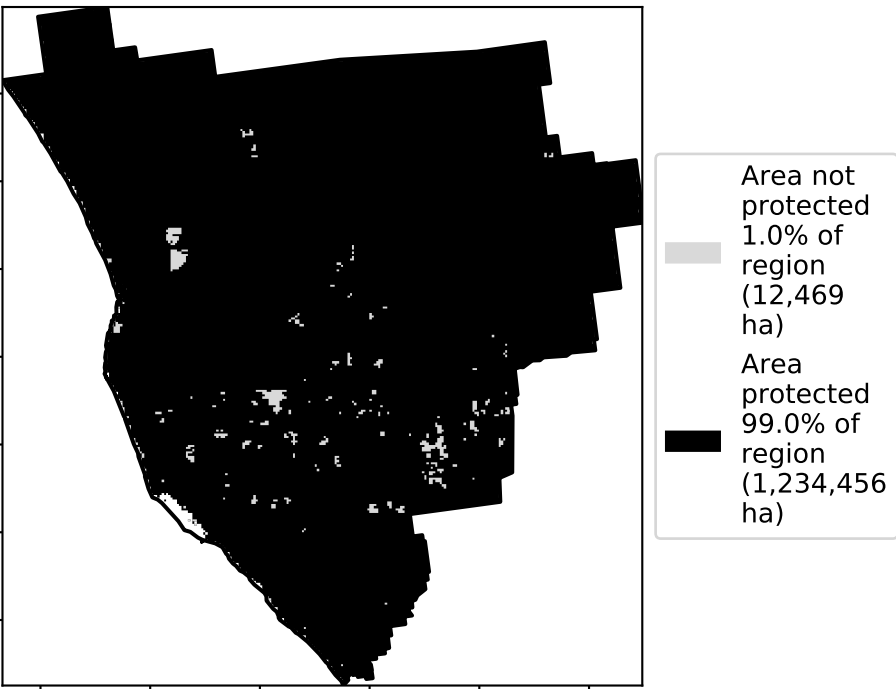 Area not
protected
1.0% of
region
(12,469
ha)
Area
protected
99.0% of
region
(1,234,456
ha)